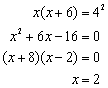 x(x+6) = 4²
x² + 6x − 16 = 0
(x+8)(x−2) = 0
x = 2